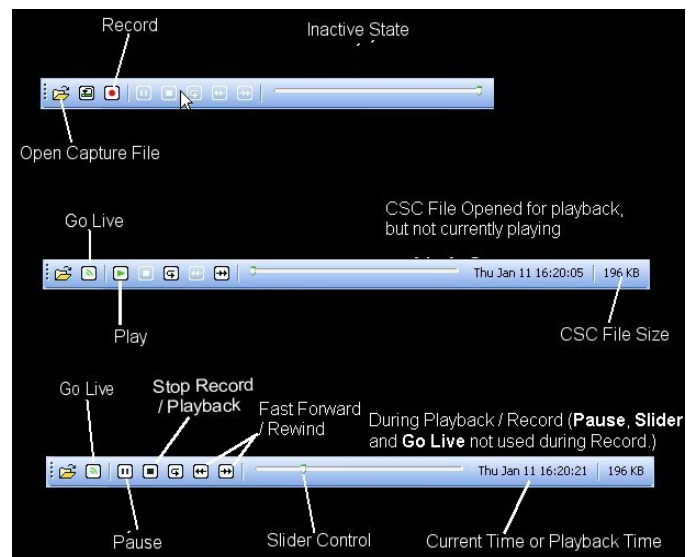 Record
Inactive State
Open Capture File
Go Live
CSC File Opened for playback,
but not currently playing
Thu Jan 11 16:20:05
196 KB
Play
CSC File Size
Go Live
Stop Record
/ Playback
Fast Forward
/ Rewind
During Playback / Record (Pause, Slider
and Go Live not used during Record.)
Thu Jan 11 16:20:21
196 KB
Pause
Slider Control
Current Time or Playback Time